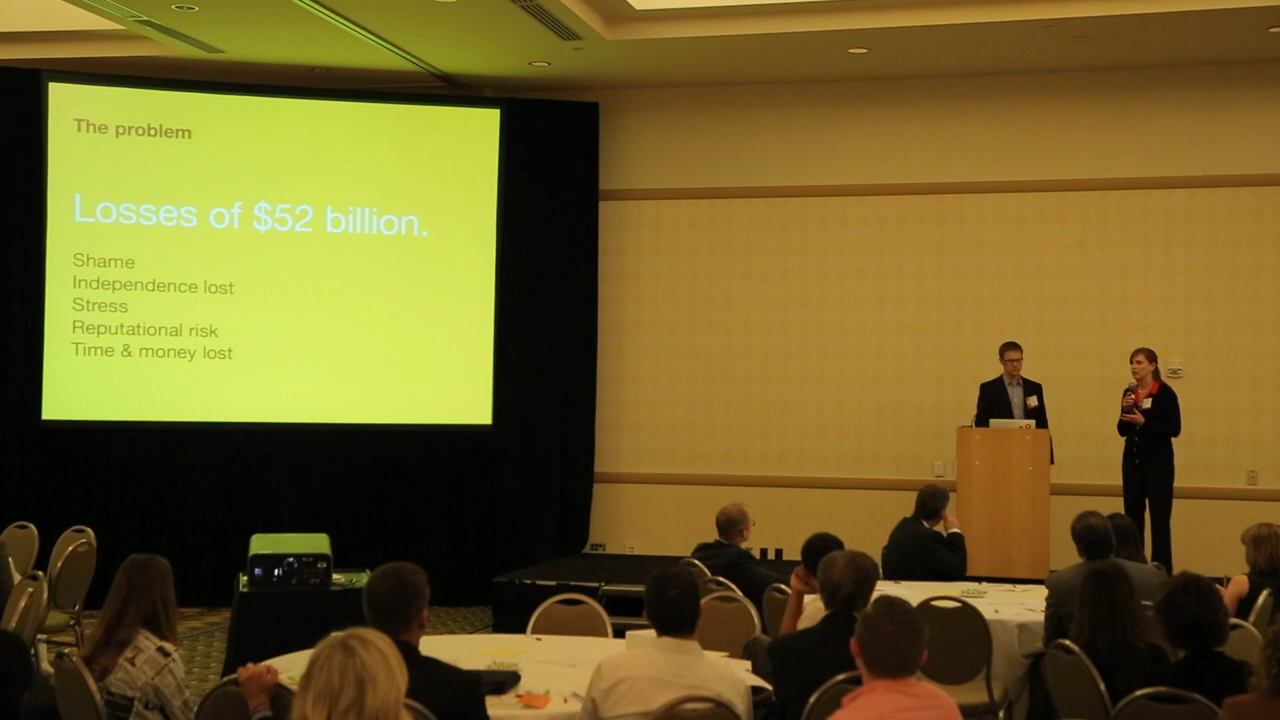 The problem
Losses of $52 billion.
Shame
Independence lost
Stress
Reputational risk
Time & money lost